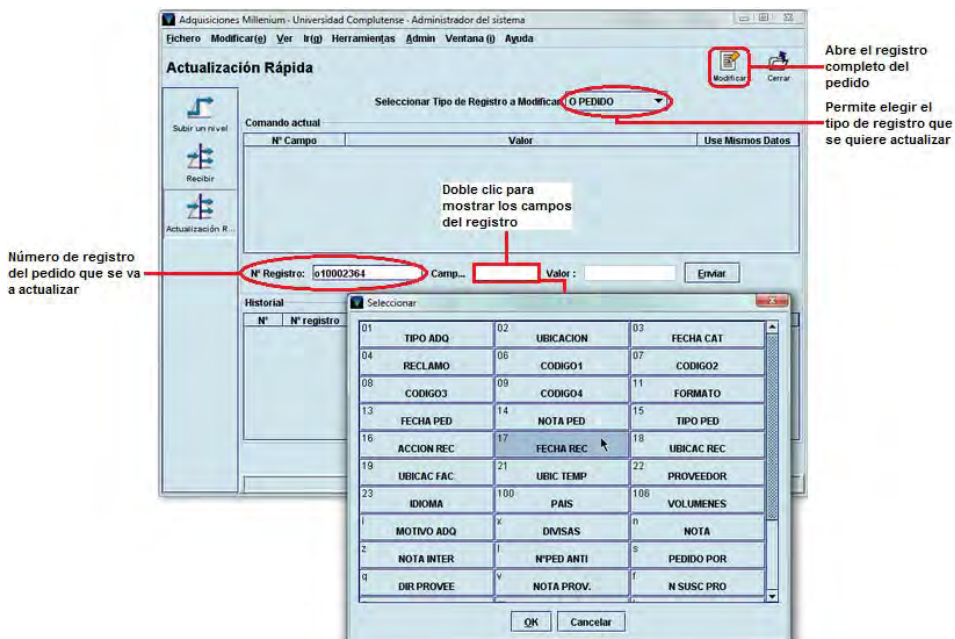 Adquisiciones Millenium - Universidad Complutense - Administrador del sistema
Fichero Modificar(e) Ver Ir(g) Herramientas Admin Ventana (i) Ayuda
Actualización Rápida
Modificar
Cerrar
Abre el registro
completo del
pedido
Seleccionar Tipo de Registro a Modificar O PEDIDO
Permite elegir el
tipo de registro que
se quiere actualizar
Subir un nivel
Recibir
Actualización R...
Comando actual
Nº Campo Valor Use Mismos Datos
Doble clic para
mostrar los campos
del registro
Número de registro
del pedido que se va
a actualizar
Nº Registro: o10002364 Camp... Valor : Enviar
Historial
Nº Nº registro
Seleccionar
01 TIPO ADQ 02 UBICACION 03 FECHA CAT
04 RECLAMO 06 CODIGO1 07 CODIGO2
08 CODIGO3 09 CODIGO4 11 FORMATO
13 FECHA PED 14 NOTA PED 15 TIPO PED
16 ACCION REC 17 FECHA REC 18 UBICAC REC
19 UBICAC FAC 21 UBIC TEMP 22 PROVEEDOR
23 IDIOMA 100 PAIS 106 VOLUMENES
i MOTIVO ADQ x DIVISAS n NOTA
z NOTA INTER l NºPED ANTI s PEDIDO POR
q DIR PROVEE v NOTA PROV. f N SUSC PRO
OK Cancelar